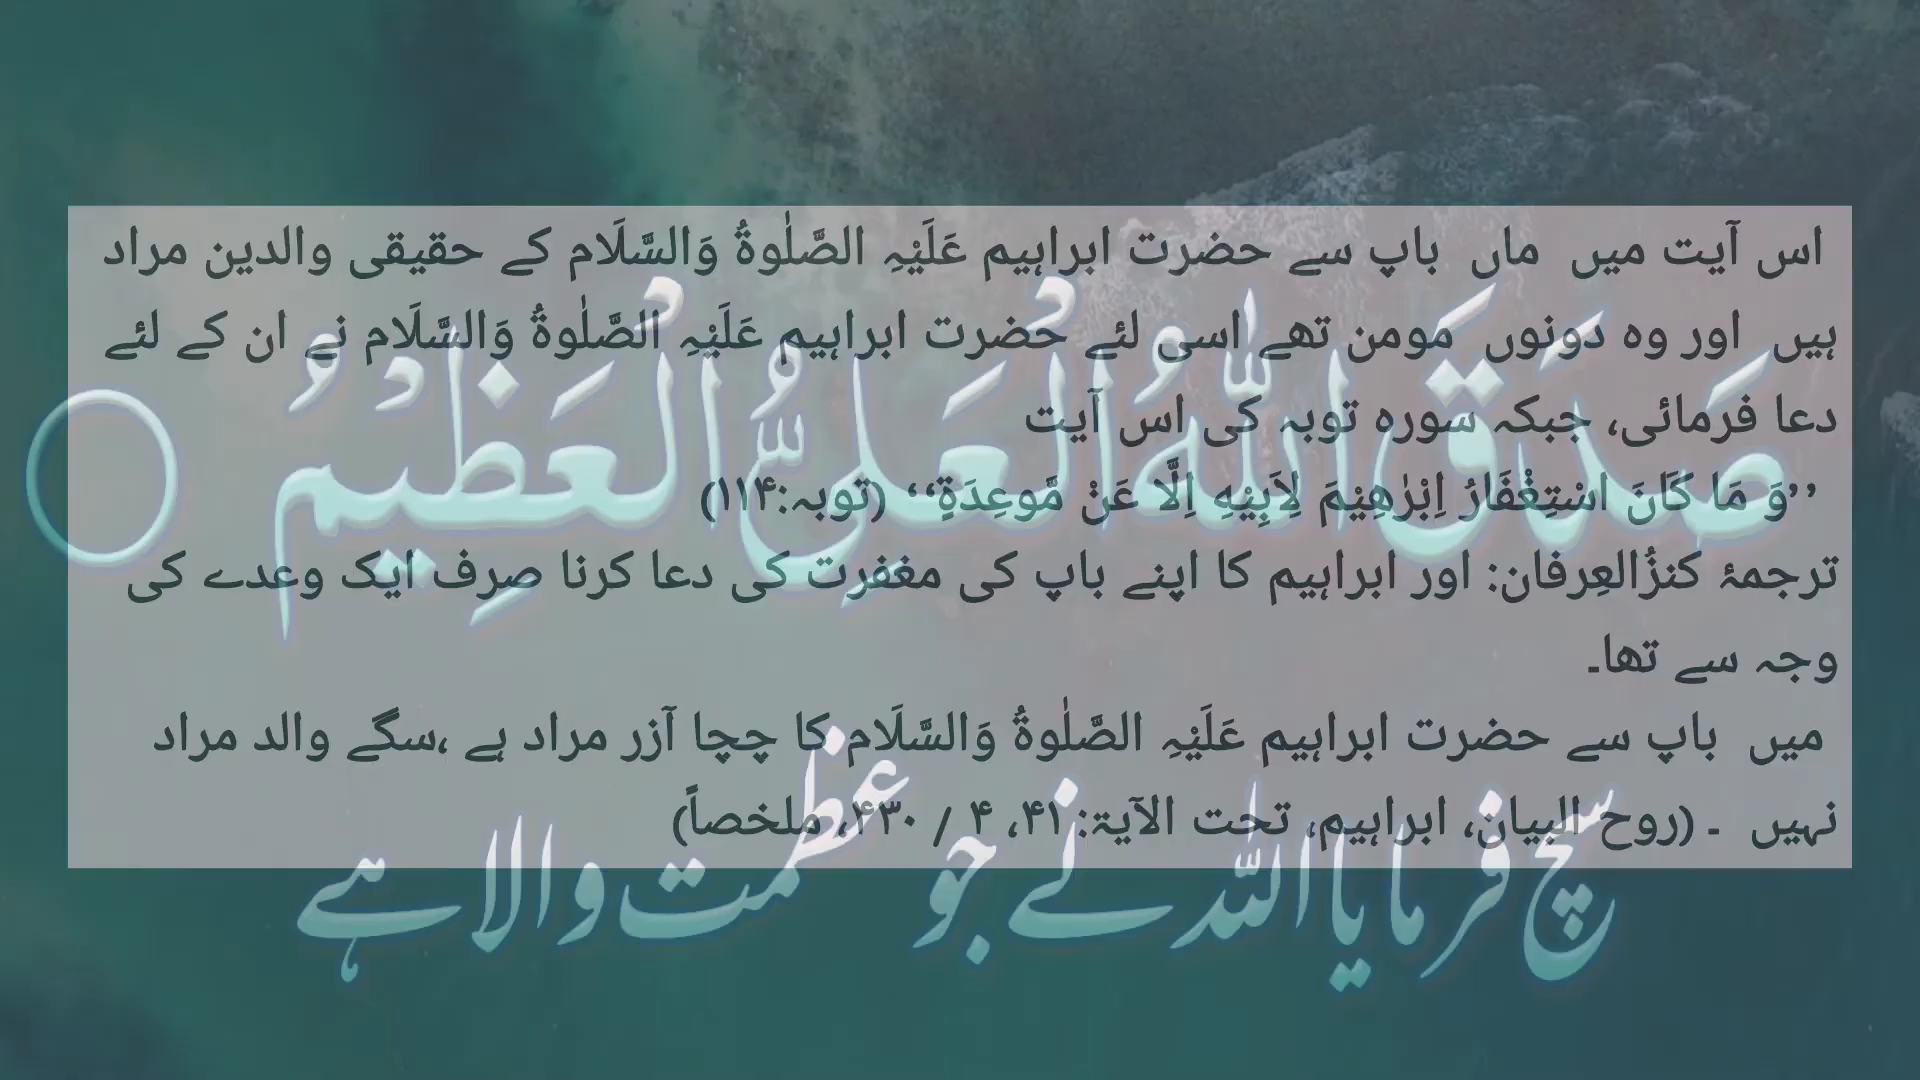 اس آیت میں ماں باپ سے حضرت ابراہیم عَلَیْہِ الصَّلٰوۃُ وَالسَّلَام کے حقیقی والدین مراد
ہیں اور وہ دونوں مومن تھے اسی لئے حضرت ابراہیم عَلَیْہِ الصَّلٰوۃُ وَالسَّلَام نے ان کے لئے
دعا فرمائی، جبکہ سورہ توبہ کی اس آیت
’’وَ مَا كَانَ اسْتِغْفَارُ اِبْرٰهِیْمَ لِاَبِیْهِ اِلَّا عَنْ مَّوعِدَةٍ‘‘ (توبہ:۱۱۴)
ترجمۂ کنزُالعِرفان: اور ابراہیم کا اپنے باپ کی مغفرت کی دعا کرنا صِرف ایک وعدے کی
وجہ سے تھا۔
میں باپ سے حضرت ابراہیم عَلَیْہِ الصَّلٰوۃُ وَالسَّلَام کا چچا آزر مراد ہے ،سگے والد مراد
نہیں ۔ (روح البیان، ابراہیم، تحت الآیۃ: ۴۱، ۴ / ۴۳۰، ملخصاً)
صَدَقَ اللّٰهُ الْعَلِیُّ الْعَظِیْمُ
سچ فرمایا اللہ نے جو عظمت والا ہے